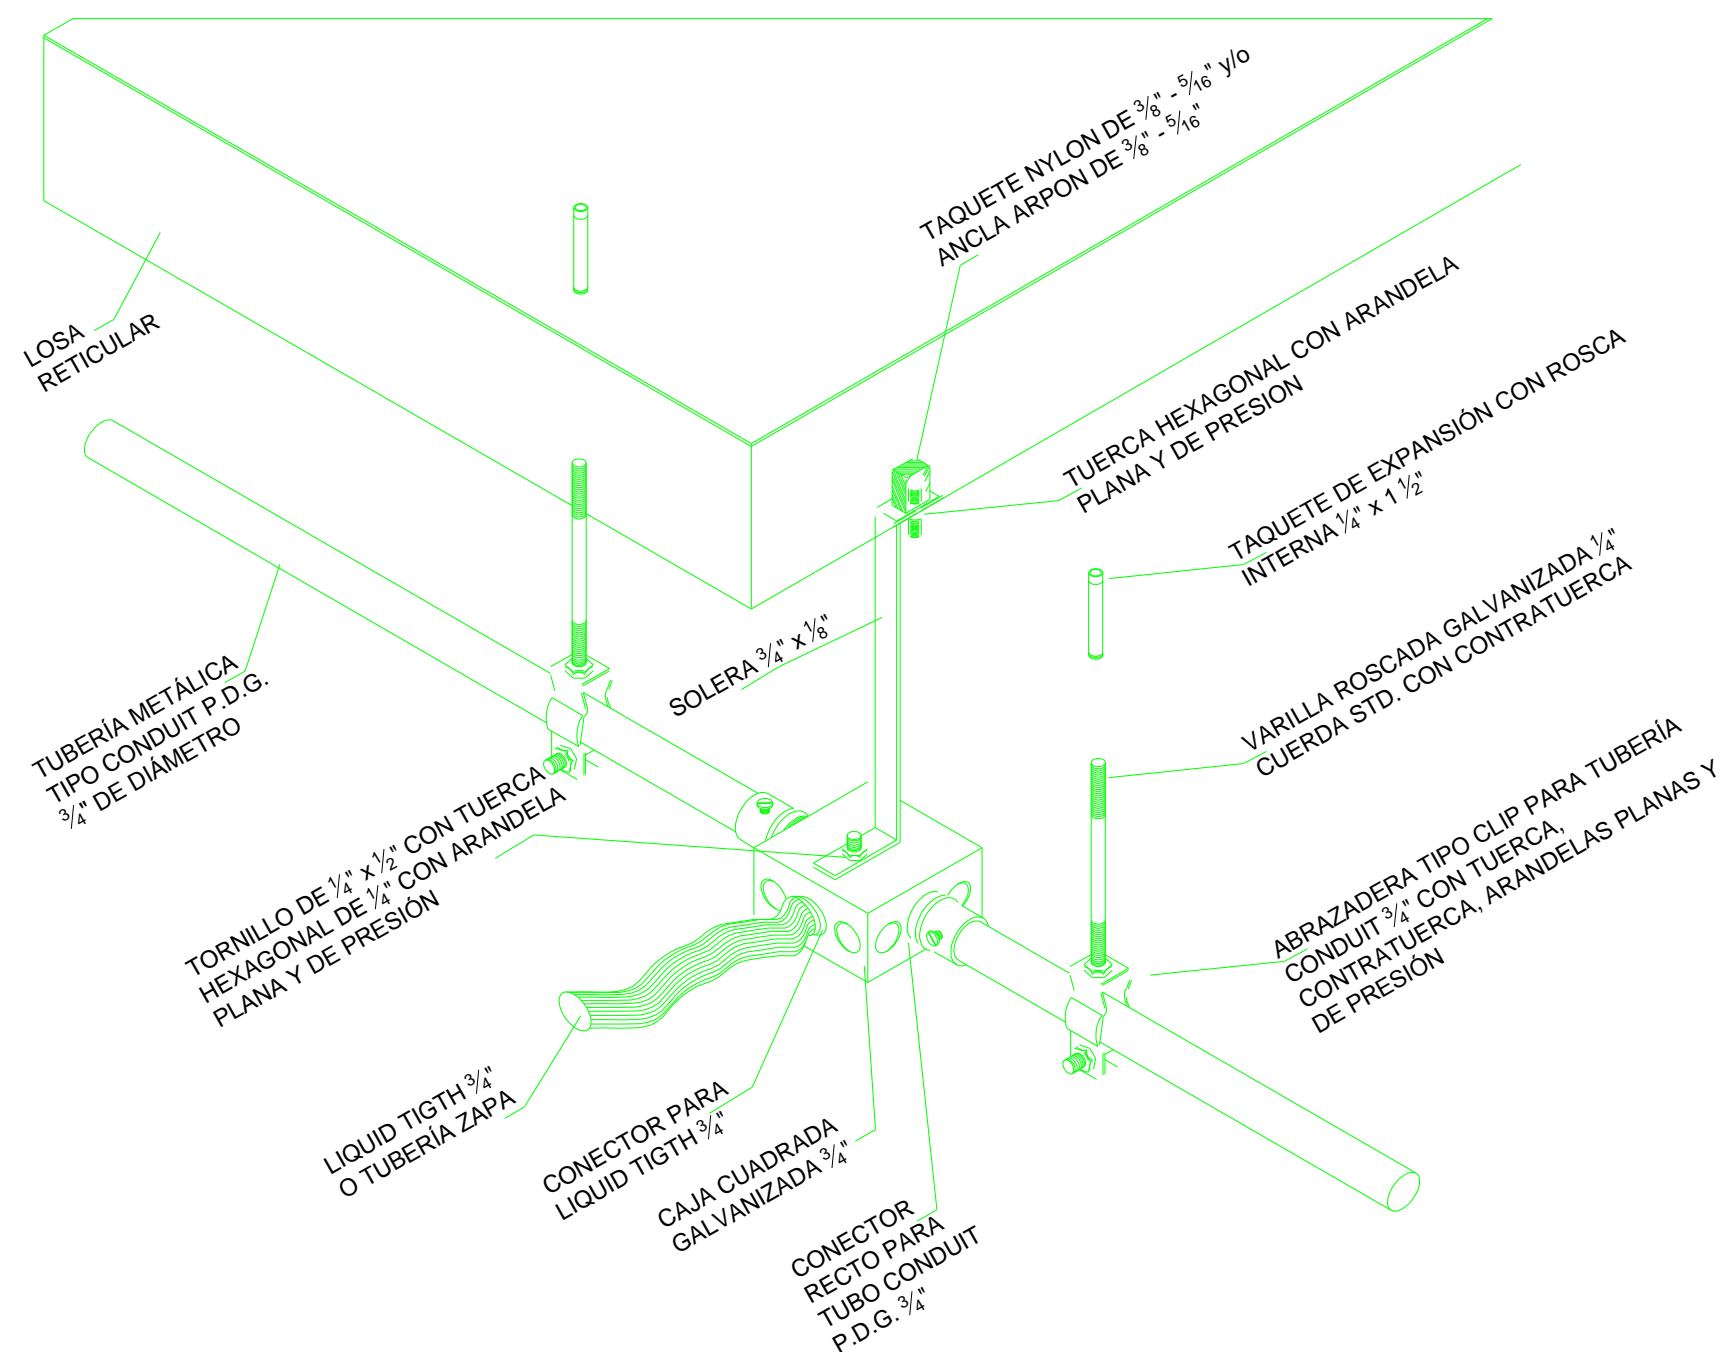 TAQUETE NYLON DE 3/8" - 5/16" y/o
ANCLA ARPON DE 3/8" - 5/16"
LOSA
RETICULAR
TUERCA HEXAGONAL CON ARANDELA
PLANA Y DE PRESION
TAQUETE DE EXPANSIÓN CON ROSCA
INTERNA 1/4" x 1 1/2"
SOLERA 3/4" x 1/8"
VARILLA ROSCADA GALVANIZADA 1/4"
CUERDA STD. CON CONTRATUERCA
TUBERÍA METÁLICA
TIPO CONDUIT P.D.G.
3/4" DE DIÁMETRO
TORNILLO DE 1/4" x 1/2" CON TUERCA
HEXAGONAL DE 1/4" CON ARANDELA
PLANA Y DE PRESIÓN
ABRAZADERA TIPO CLIP PARA TUBERÍA
CONDUIT 3/4" CON TUERCA,
CONTRATUERCA, ARANDELAS PLANAS Y
DE PRESIÓN
LIQUID TIGTH 3/4"
O TUBERÍA ZAPA
CONECTOR PARA
LIQUID TIGTH 3/4"
CAJA CUADRADA
GALVANIZADA 3/4"
CONECTOR
RECTO PARA
TUBO CONDUIT
P.D.G. 3/4"